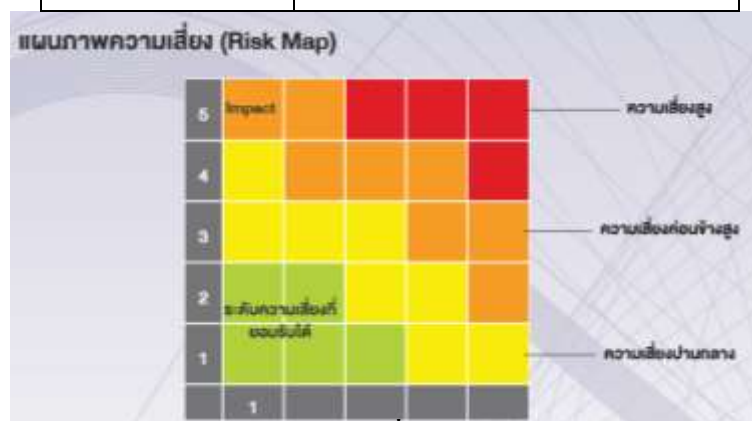 แผนภาพความเสี่ยง (Risk Map)
5
Impact
ความเสี่ยงสูง
4
3
ความเสี่ยงค่อนข้างสูง
2
ระดับความเสี่ยงที่
ยอมรับได้
1
ความเสี่ยงปานกลาง
1